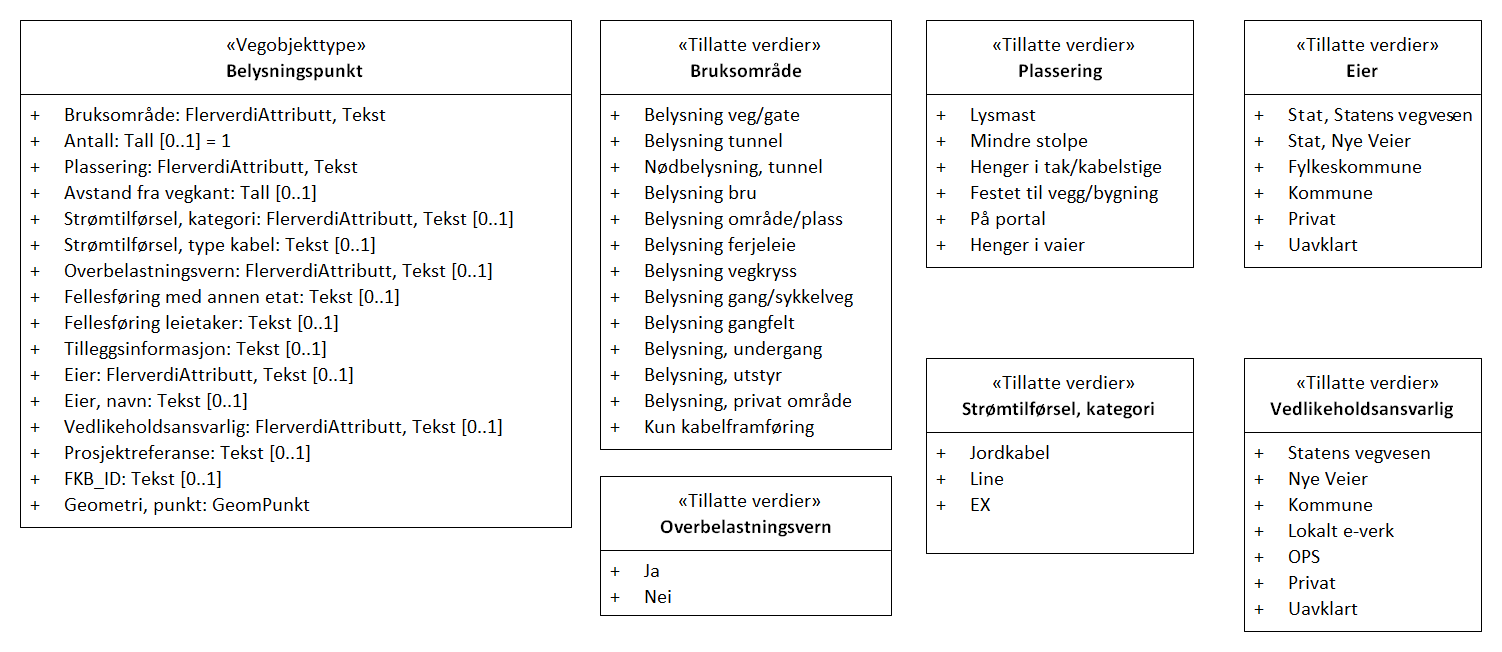 «Vegobjekttype»
Belysningspunkt
+ Bruksområde: FlerverdiAttributt, Tekst
+ Antall: Tall [0..1] = 1
+ Plassering: FlerverdiAttributt, Tekst
+ Avstand fra vegkant: Tall [0..1]
+ Strømtilførsel, kategori: FlerverdiAttributt, Tekst [0..1]
+ Strømtilførsel, type kabel: Tekst [0..1]
+ Overbelastningsvern: FlerverdiAttributt, Tekst [0..1]
+ Fellesføring med annen etat: Tekst [0..1]
+ Fellesføring leietaker: Tekst [0..1]
+ Tilleggsinformasjon: Tekst [0..1]
+ Eier: FlerverdiAttributt, Tekst [0..1]
+ Eier, navn: Tekst [0..1]
+ Vedlikeholdsansvarlig: FlerverdiAttributt, Tekst [0..1]
+ Prosjektreferanse: Tekst [0..1]
+ FKB_ID: Tekst [0..1]
+ Geometri, punkt: GeomPunkt
«Tillatte verdier»
Bruksområde
+ Belysning veg/gate
+ Belysning tunnel
+ Nødbelysning, tunnel
+ Belysning bru
+ Belysning område/plass
+ Belysning ferjeleie
+ Belysning vegkryss
+ Belysning gang/sykkelveg
+ Belysning gangfelt
+ Belysning, undergang
+ Belysning, utstyr
+ Belysning, privat område
+ Kun kabelframføring
«Tillatte verdier»
Overbelastningsvern
+ Ja
+ Nei
«Tillatte verdier»
Plassering
+ Lysmast
+ Mindre stolpe
+ Henger i tak/kabelstige
+ Festet til vegg/bygning
+ På portal
+ Henger i vaier
«Tillatte verdier»
Strømtilførsel, kategori
+ Jordkabel
+ Line
+ EX
«Tillatte verdier»
Eier
+ Stat, Statens vegvesen
+ Stat, Nye Veier
+ Fylkeskommune
+ Kommune
+ Privat
+ Uavklart
«Tillatte verdier»
Vedlikeholdsansvarlig
+ Statens vegvesen
+ Nye Veier
+ Kommune
+ Lokalt e-verk
+ OPS
+ Privat
+ Uavklart